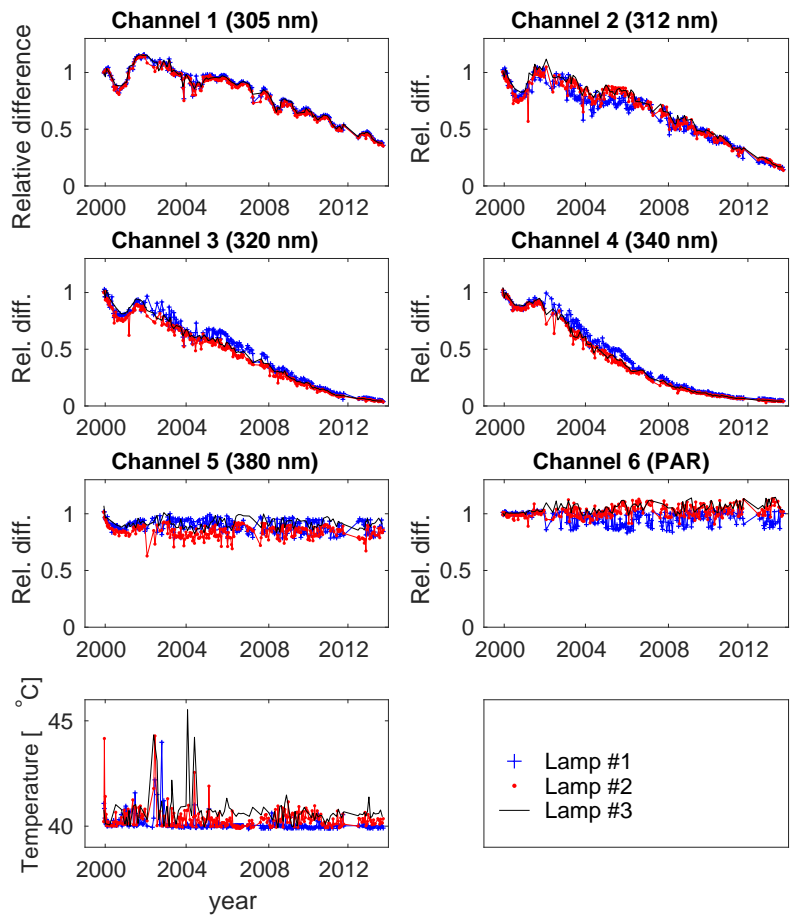 Channel 1 (305 nm)
Relative difference
1
0.5
0
2000 2004 2008 2012
Channel 2 (312 nm)
Rel. diff.
1
0.5
0
2000 2004 2008 2012
Channel 3 (320 nm)
Rel. diff.
1
0.5
0
2000 2004 2008 2012
Channel 4 (340 nm)
Rel. diff.
1
0.5
0
2000 2004 2008 2012
Channel 5 (380 nm)
Rel. diff.
1
0.5
0
2000 2004 2008 2012
Channel 6 (PAR)
Rel. diff.
1
0.5
0
2000 2004 2008 2012
Temperature [ °C]
45
40
2000 2004 2008 2012
year
Lamp #1
Lamp #2
Lamp #3